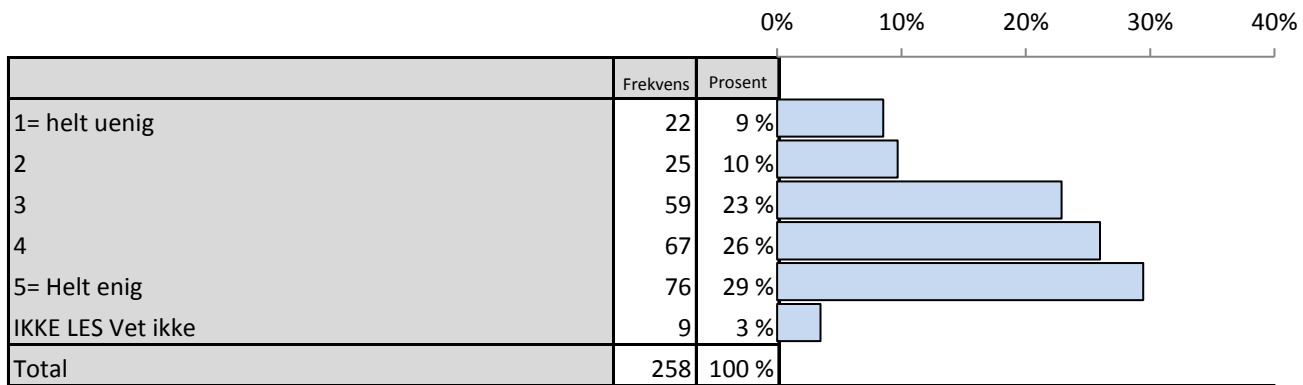 0% 10% 20% 30% 40%
Frekvens Prosent
1= helt uenig 22 9 %
2 25 10 %
3 59 23 %
4 67 26 %
5= Helt enig 76 29 %
IKKE LES Vet ikke 9 3 %
Total 258 100 %